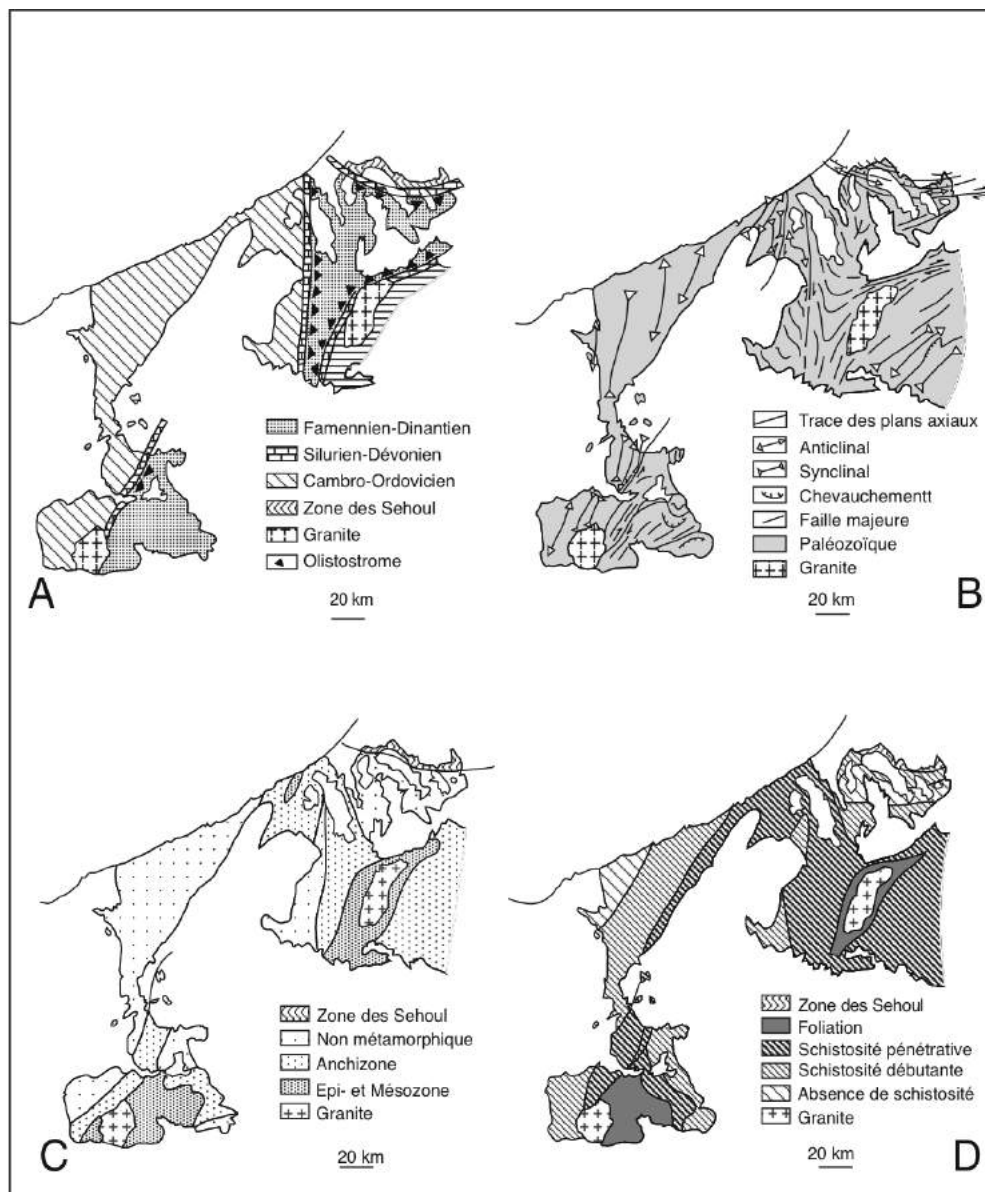 Famennien-Dinantien
Silurien-Dévonien
Cambro-Ordovicien
Zone des Sehoul
Granite
Olistostrome
A
20 km
Trace des plans axiaux
Anticlinal
Synclinal
Chevauchementt
Faille majeure
Paléozoïque
Granite
B
20 km
Zone des Sehoul
Non métamorphique
Anchizone
Epi- et Mésozone
Granite
C
20 km
Zone des Sehoul
Foliation
Schistosité pénétrative
Schistosité débutante
Absence de schistosité
Granite
D
20 km